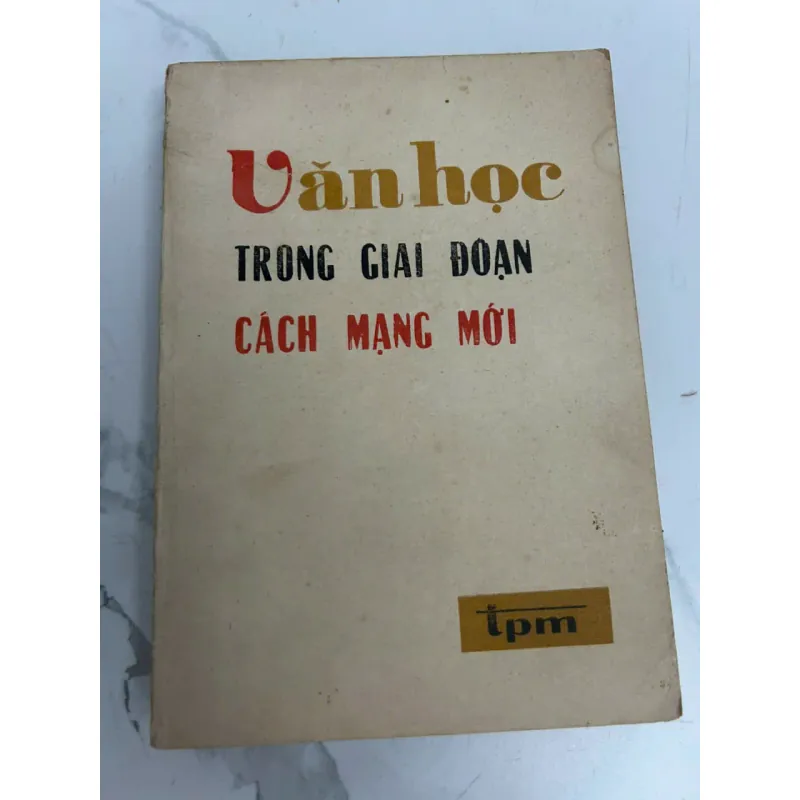 Văn học
TRONG GIAI ĐOẠN
CÁCH MẠNG MỚI
tpm